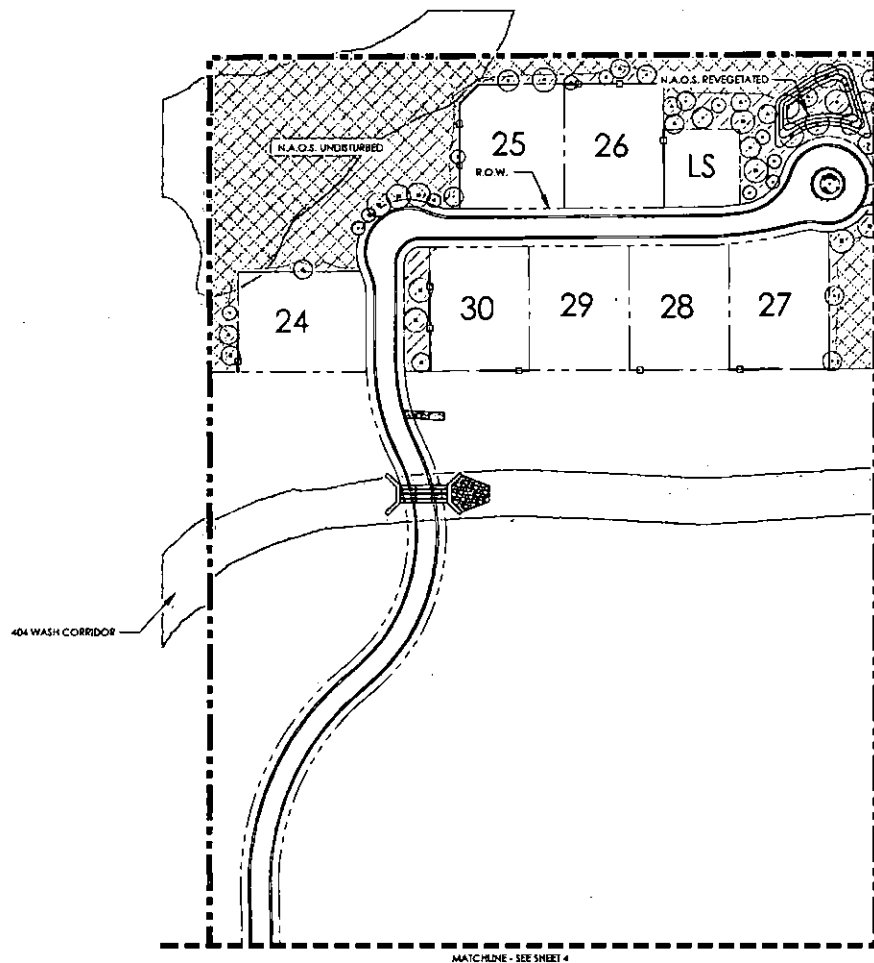 N.A.O.S. REVEGETATED
N.A.O.S. UNDISTURBED
25
26
R.O.W.
LS
24
30
29
28
27
404 WASH CORRIDOR
MATCHLINE - SEE SHEET 4